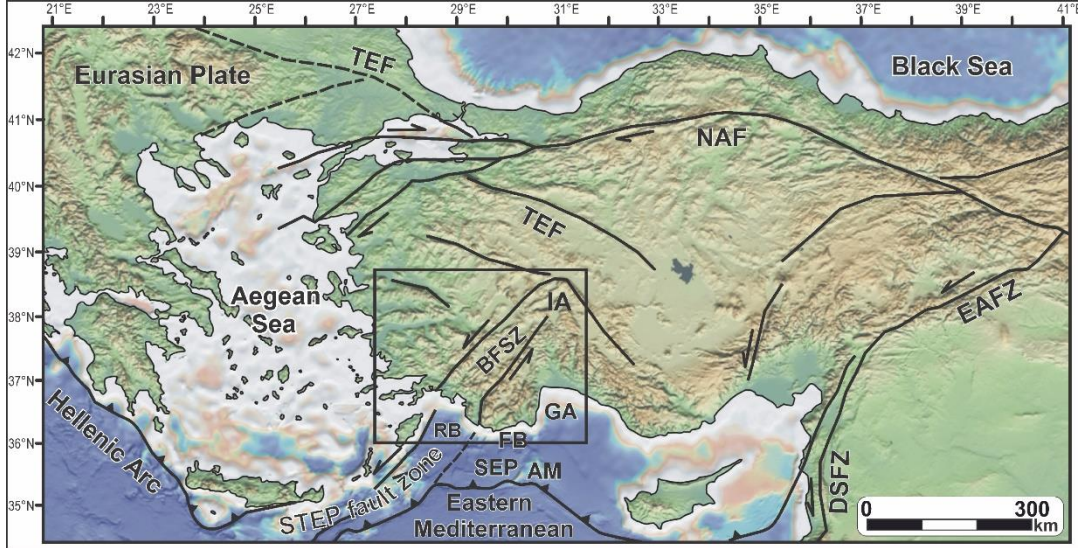 21°E 23°E 25°E 27°E 29°E 31°E 33°E 35°E 37°E 39°E 41°E
42°N
41°N
40°N
39°N
38°N
37°N
36°N
35°N
TEF
Eurasian Plate
Black Sea
NAF
TEF
Aegean
Sea
IA
EAFZ
BFSZ
Hellenic Arc
GA
RB
FB
SEP AM
STEP fault zone
Eastern
Mediterranean
DSFZ
0 300
km